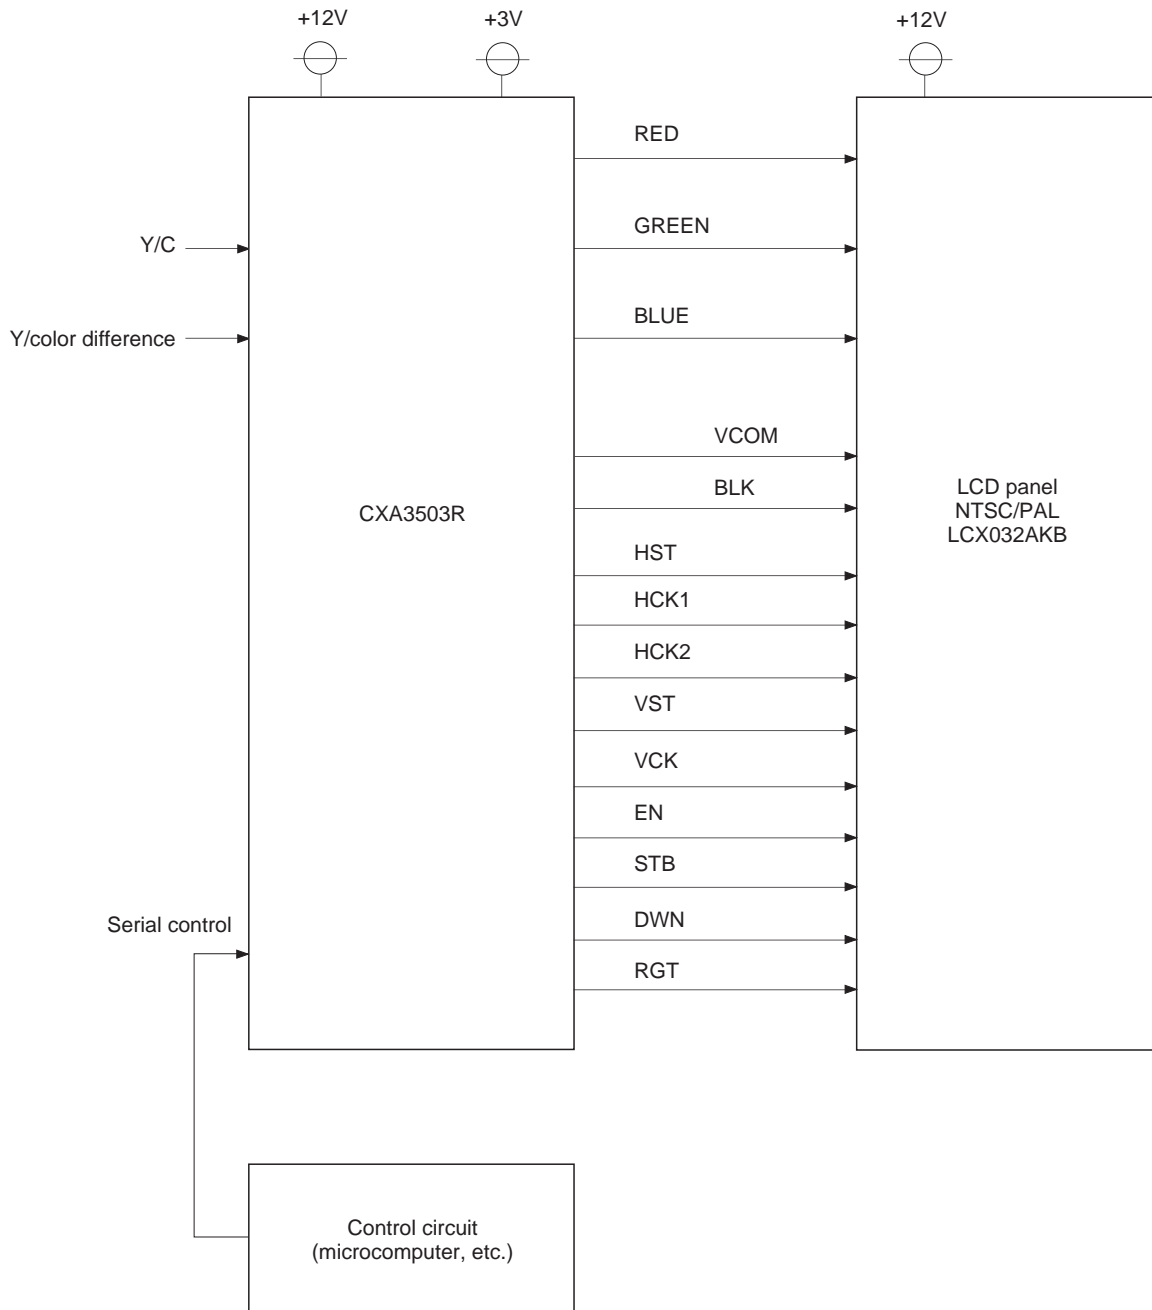 +12V
+3V
+12V
RED
GREEN
Y/C
BLUE
Y/color difference
VCOM
BLK
CXA3503R
LCD panel
NTSC/PAL
LCX032AKB
HST
HCK1
HCK2
VST
VCK
EN
STB
Serial control
DWN
RGT
Control circuit
(microcomputer, etc.)